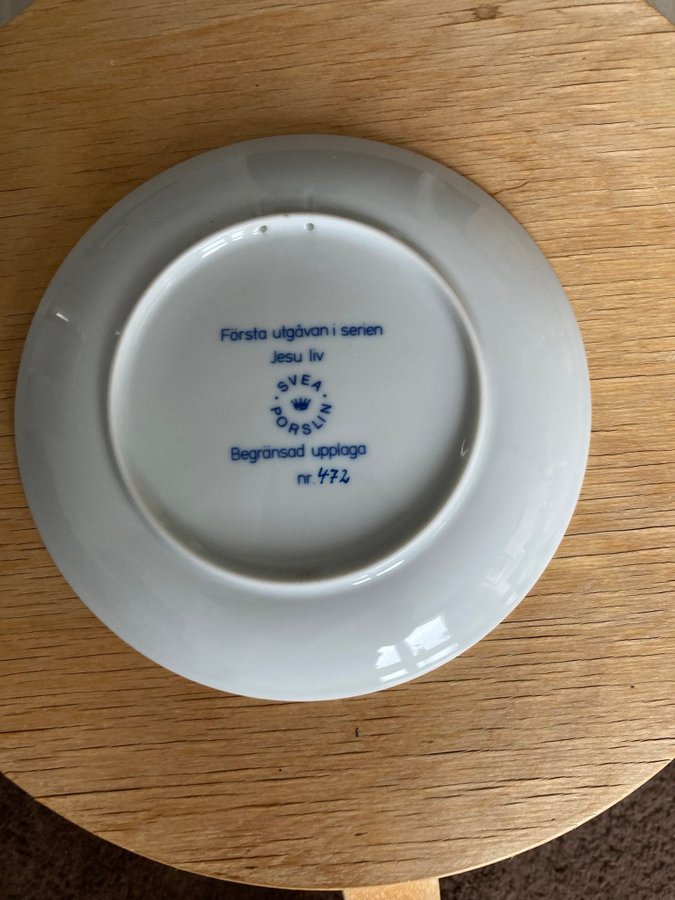 Första utgåvan i serien
Jesu liv
· SVEA ·
PORSLIN
Begränsad upplaga
nr. 472